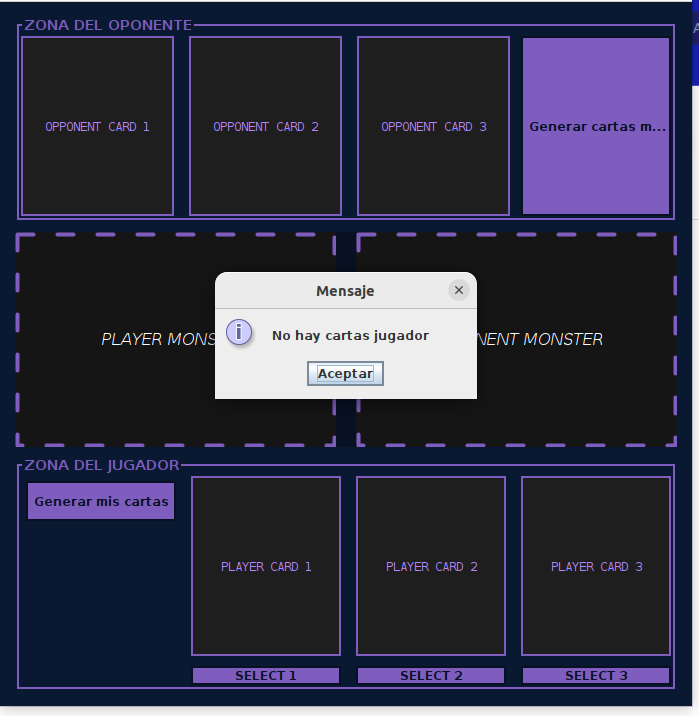 ZONA DEL OPONENTE
OPPONENT CARD 1
OPPONENT CARD 2
OPPONENT CARD 3
Generar cartas m...
Mensaje
No hay cartas jugador
Aceptar
PLAYER MONS
NENT MONSTER
ZONA DEL JUGADOR
Generar mis cartas
PLAYER CARD 1
PLAYER CARD 2
PLAYER CARD 3
SELECT 1
SELECT 2
SELECT 3